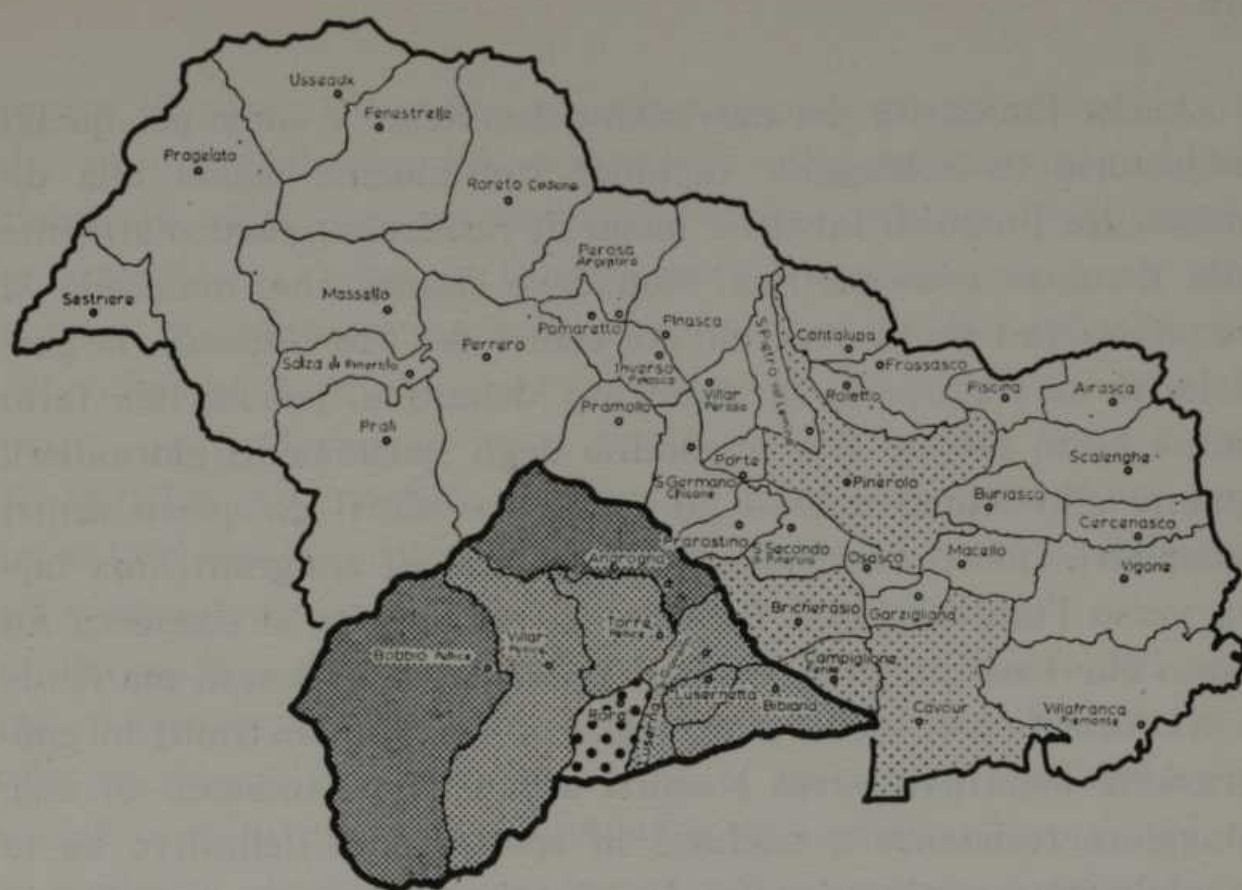 Usseaux
Fenestrelle
Pragelato
Roreto Chisone
Perosa
Argentina
Sestriere
Massello
Pomaretto
Pinasca
Perrero
Inverso
Pinasca
Salza di Pinerolo
Prali
Pramollo
Villar
Perosa
S. Pietro val Lemina
Cantalupa
Frossasco
Roletto
Piscina
Airasca
Scalenghe
Porte
Pinerolo
S. Germano
Chisone
Buriasco
Cercenasco
Prarostino
S. Secondo
di Pinerolo
Osasco
Macello
Vigone
Angrogna
Bricherasio
Garzigliana
Torre
Pellice
Villar
Pellice
Bobbio Pellice
Campiglione
Fenile
Lusernetta
Bibiana
Rorà
Luserna
Cavour
Villafranca
Piemonte